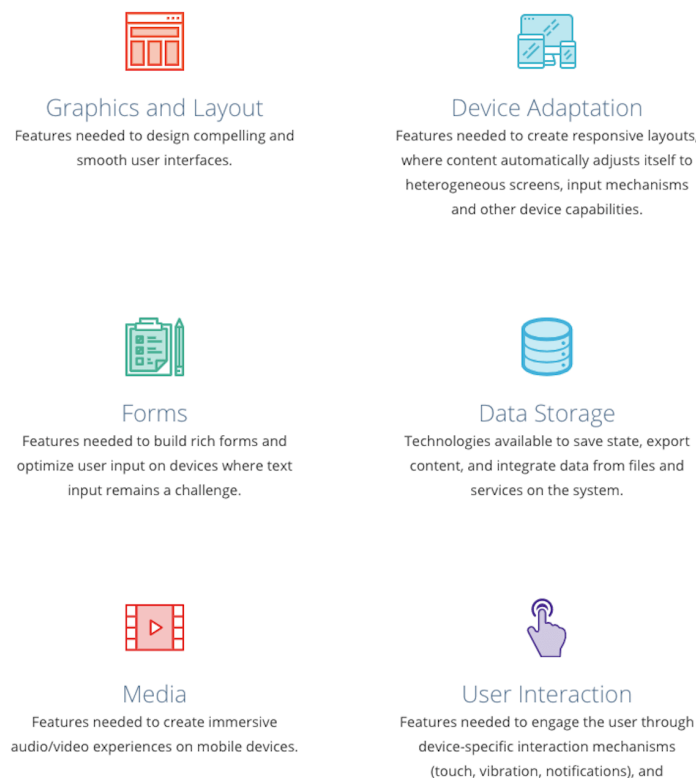 Graphics and Layout
Features needed to design compelling and
smooth user interfaces.
Device Adaptation
Features needed to create responsive layouts,
where content automatically adjusts itself to
heterogeneous screens, input mechanisms
and other device capabilities.
Forms
Features needed to build rich forms and
optimize user input on devices where text
input remains a challenge.
Data Storage
Technologies available to save state, export
content, and integrate data from files and
services on the system.
Media
Features needed to create immersive
audio/video experiences on mobile devices.
User Interaction
Features needed to engage the user through
device-specific interaction mechanisms
(touch, vibration, notifications), and